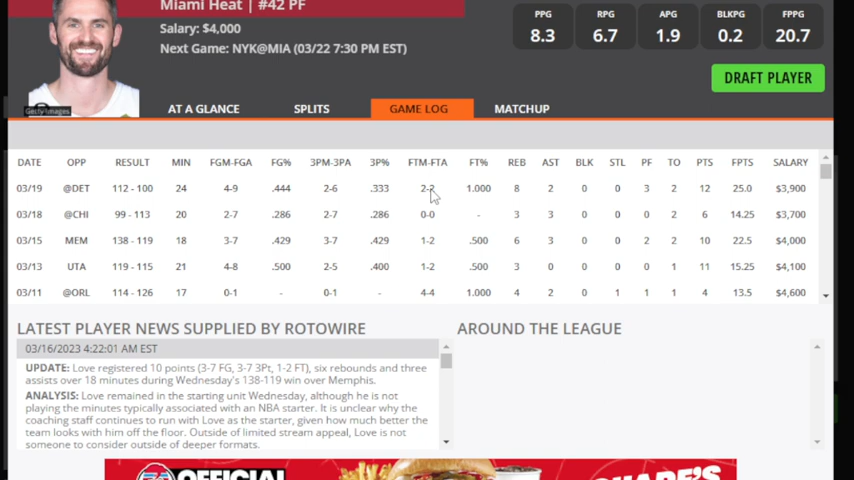 Miami Heat | #42 PF
Salary: $4,000
Next Game: NYK@MIA (03/22 7:30 PM EST)
PPG RPG APG BLKPG FPPG
8.3 6.7 1.9 0.2 20.7
DRAFT PLAYER
Getty Images
AT A GLANCE SPLITS GAME LOG MATCHUP
DATE OPP RESULT MIN FGM-FGA FG% 3PM-3PA 3P% FTM-FTA FT% REB AST BLK STL PF TO PTS FPTS SALARY
03/19 @DET 112 - 100 24 4-9 .444 2-6 .333 2-2 1.000 8 2 0 0 3 2 12 25.0 $3,900
03/18 @CHI 99 - 113 20 2-7 .286 2-7 .286 0-0 - 3 3 0 0 0 2 6 14.25 $3,700
03/15 MEM 138 - 119 18 3-7 .429 3-7 .429 1-2 .500 6 3 0 0 2 2 10 22.5 $4,000
03/13 UTA 119 - 115 21 4-8 .500 2-5 .400 1-2 .500 3 0 0 0 0 1 11 15.25 $4,100
03/11 @ORL 114 - 126 17 0-1 - 0-1 - 4-4 1.000 4 2 0 1 1 1 4 13.5 $4,600
LATEST PLAYER NEWS SUPPLIED BY ROTOWIRE
03/16/2023 4:22:01 AM EST
UPDATE: Love registered 10 points (3-7 FG, 3-7 3Pt, 1-2 FT), six rebounds and three
assists over 18 minutes during Wednesday's 138-119 win over Memphis.
ANALYSIS: Love remained in the starting unit Wednesday, although he is not
playing the minutes typically associated with an NBA starter. It is unclear why the
coaching staff continues to run with Love as the starter, given how much better the
team looks with him off the floor. Outside of limited stream appeal, Love is not
someone to consider outside of deeper formats.
AROUND THE LEAGUE
EA OFFICIAL